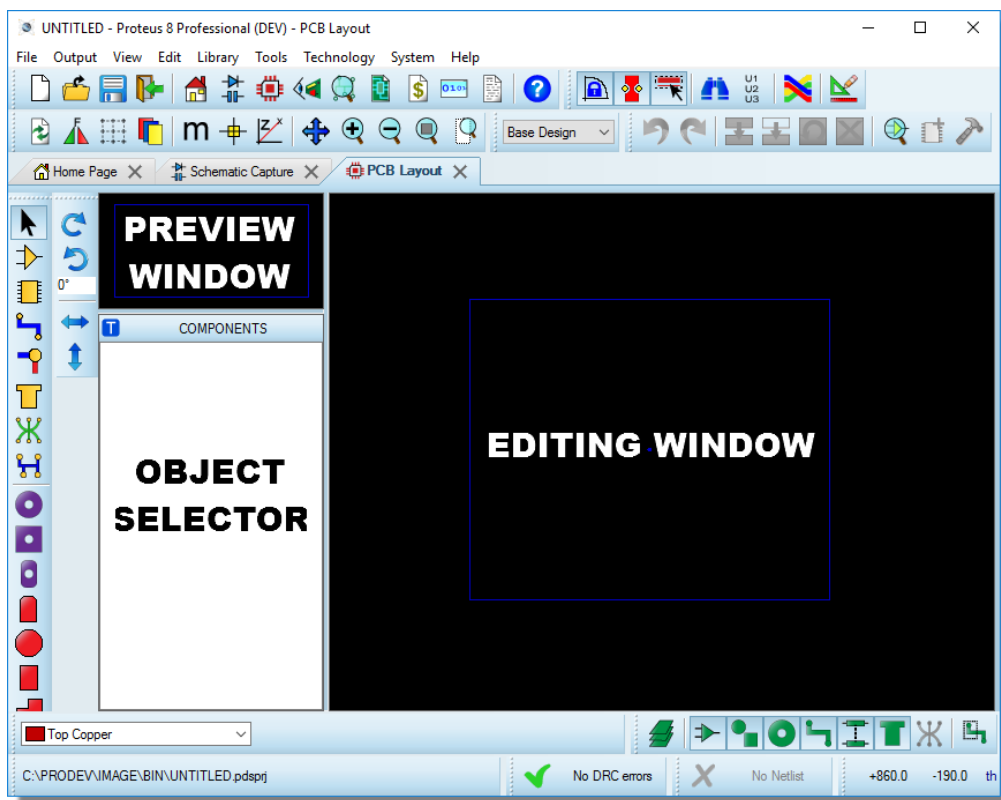 UNTITLED - Proteus 8 Professional (DEV) - PCB Layout
File Output View Edit Library Tools Technology System Help
$ 0101 ? U1
U2
U3
m Base Design
Home Page Schematic Capture PCB Layout
PREVIEW
WINDOW
0°
T COMPONENTS
OBJECT
SELECTOR
EDITING WINDOW
Top Copper
C:\PRODEV\IMAGE\BIN\UNTITLED.pdsprj No DRC errors No Netlist +860.0 -190.0 th